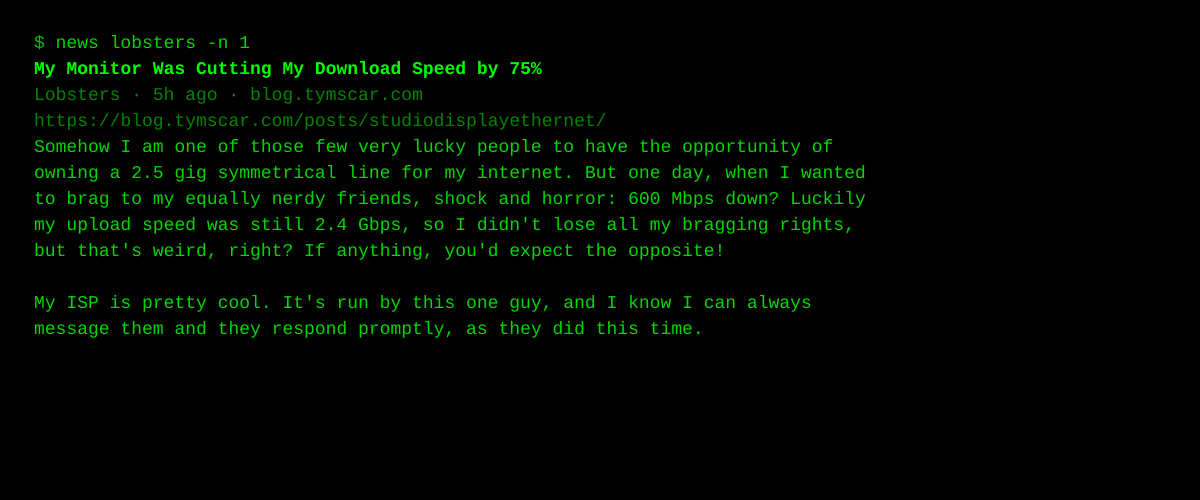 $ news lobsters -n 1
My Monitor Was Cutting My Download Speed by 75%
Lobsters · 5h ago · blog.tymscar.com
https://blog.tymscar.com/posts/studiodisplayethernet/
Somehow I am one of those few very lucky people to have the opportunity of
owning a 2.5 gig symmetrical line for my internet. But one day, when I wanted
to brag to my equally nerdy friends, shock and horror: 600 Mbps down? Luckily
my upload speed was still 2.4 Gbps, so I didn't lose all my bragging rights,
but that's weird, right? If anything, you'd expect the opposite!

My ISP is pretty cool. It's run by this one guy, and I know I can always
message them and they respond promptly, as they did this time.